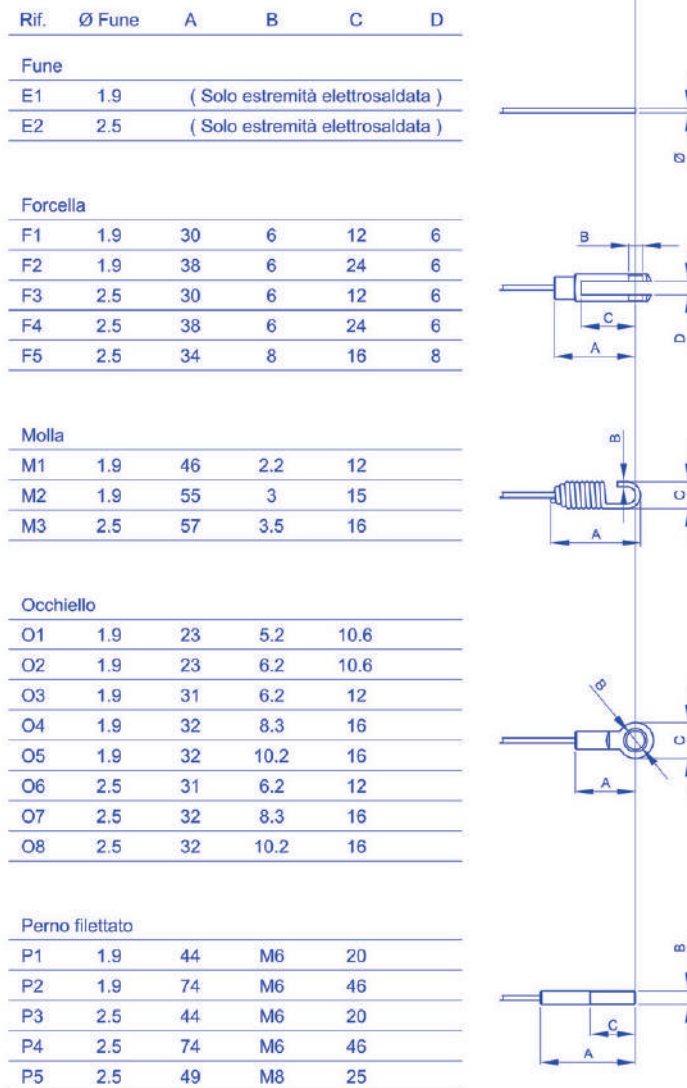 Rif. Ø Fune A B C D
Fune
E1 1.9 ( Solo estremità elettrosaldata )
E2 2.5 ( Solo estremità elettrosaldata )
Ø
Forcella
F1 1.9 30 6 12 6
F2 1.9 38 6 24 6
F3 2.5 30 6 12 6
F4 2.5 38 6 24 6
F5 2.5 34 8 16 8
B
C
A
D
Molla
M1 1.9 46 2.2 12
M2 1.9 55 3 15
M3 2.5 57 3.5 16
B
C
A
Occhiello
O1 1.9 23 5.2 10.6
O2 1.9 23 6.2 10.6
O3 1.9 31 6.2 12
O4 1.9 32 8.3 16
O5 1.9 32 10.2 16
O6 2.5 31 6.2 12
O7 2.5 32 8.3 16
O8 2.5 32 10.2 16
B
C
A
Perno filettato
P1 1.9 44 M6 20
P2 1.9 74 M6 46
P3 2.5 44 M6 20
P4 2.5 74 M6 46
P5 2.5 49 M8 25
B
C
A